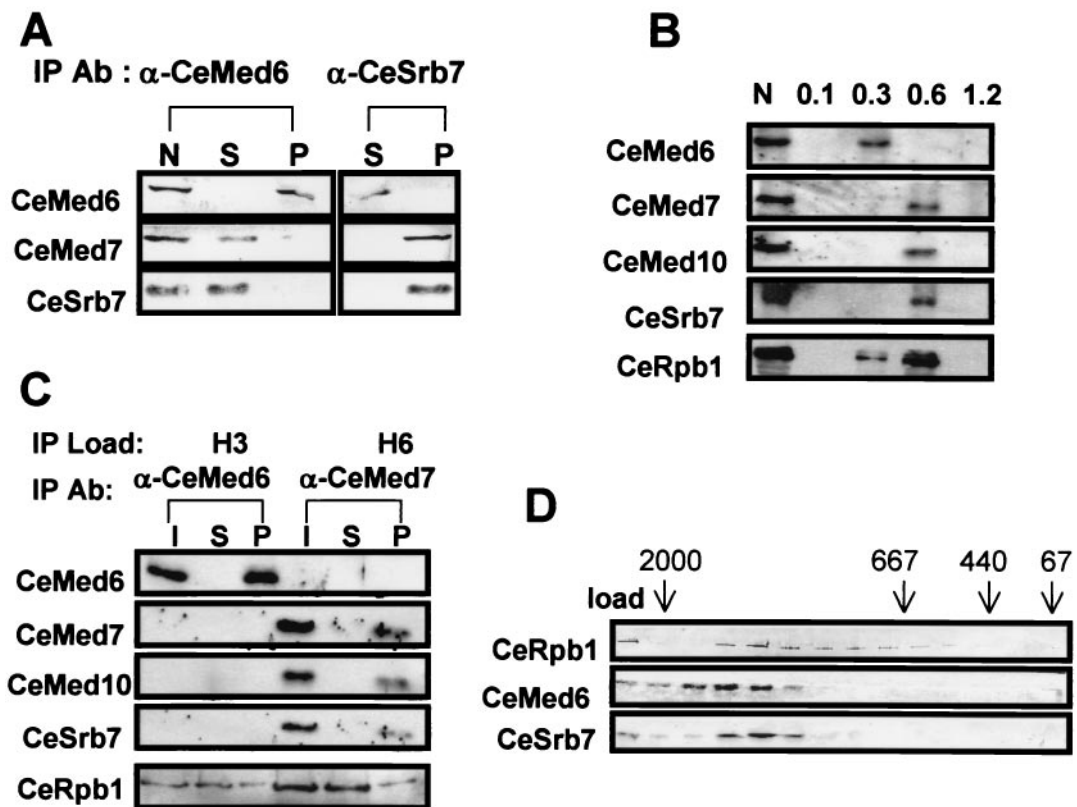 A
IP Ab : α-CeMed6 α-CeSrb7
N S P S P
CeMed6
CeMed7
CeSrb7
B
N 0.1 0.3 0.6 1.2
CeMed6
CeMed7
CeMed10
CeSrb7
CeRpb1
C
IP Load: H3 H6
IP Ab: α-CeMed6 α-CeMed7
I S P I S P
CeMed6
CeMed7
CeMed10
CeSrb7
CeRpb1
D
2000 667 440 67
load
CeRpb1
CeMed6
CeSrb7